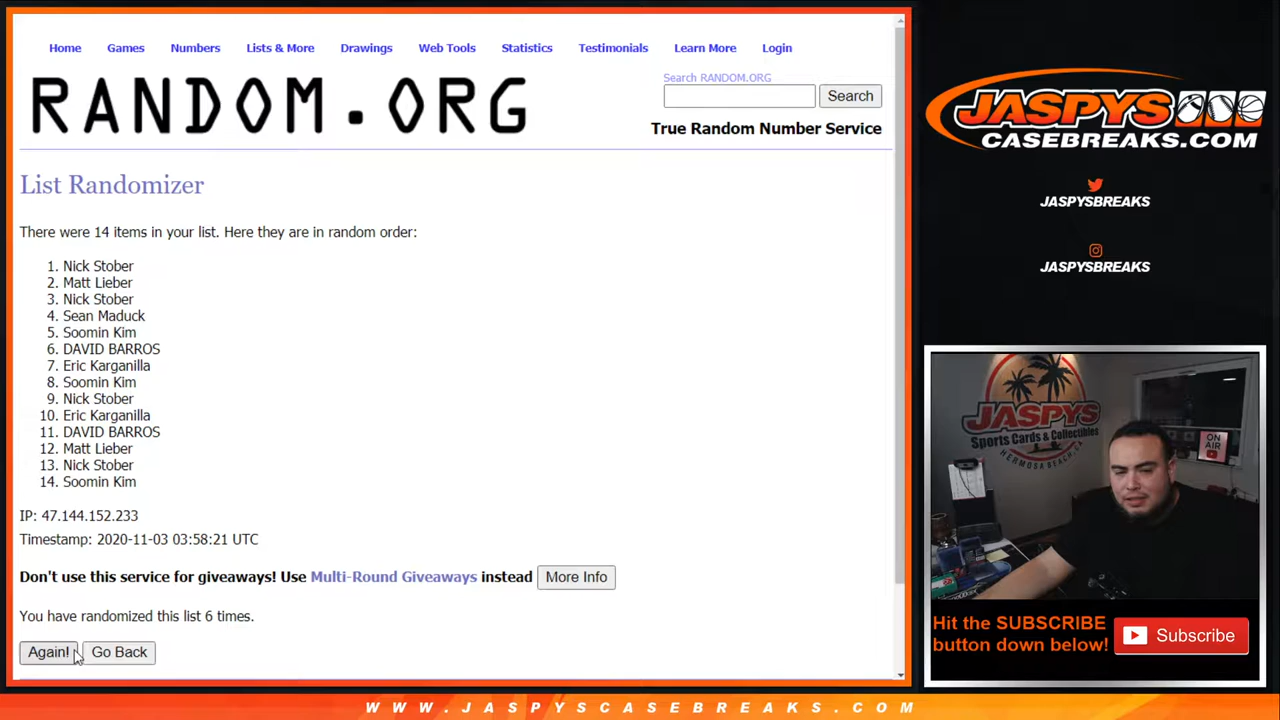 Home Games Numbers Lists & More Drawings Web Tools Statistics Testimonials Learn More Login
RANDOM.ORG
Search RANDOM.ORG
Search
True Random Number Service
List Randomizer
There were 14 items in your list. Here they are in random order:
1. Nick Stober
2. Matt Lieber
3. Nick Stober
4. Sean Maduck
5. Soomin Kim
6. DAVID BARROS
7. Eric Karganilla
8. Soomin Kim
9. Nick Stober
10. Eric Karganilla
11. DAVID BARROS
12. Matt Lieber
13. Nick Stober
14. Soomin Kim
IP: 47.144.152.233
Timestamp: 2020-11-03 03:58:21 UTC
Don't use this service for giveaways! Use Multi-Round Giveaways instead More Info
You have randomized this list 6 times.
Again! Go Back
JASPYS
CASEBREAKS.COM
JASPYSBREAKS
JASPYSBREAKS
JASPYS
Sports Cards & Collectibles
HERMOSA BEACH, CA
ON
AIR
Hit the SUBSCRIBE
button down below!
Subscribe
WWW.JASPYSCASEBREAKS.COM